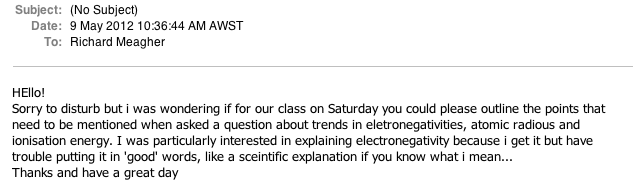 Subject: (No Subject)
Date: 9 May 2012 10:36:44 AM AWST
To: Richard Meagher
HEllo!
Sorry to disturb but i was wondering if for our class on Saturday you could please outline the points that
need to be mentioned when asked a question about trends in eletronegativities, atomic radious and
ionisation energy. I was particularly interested in explaining electronegativity because i get it but have
trouble putting it in 'good' words, like a sceintific explanation if you know what i mean...
Thanks and have a great day